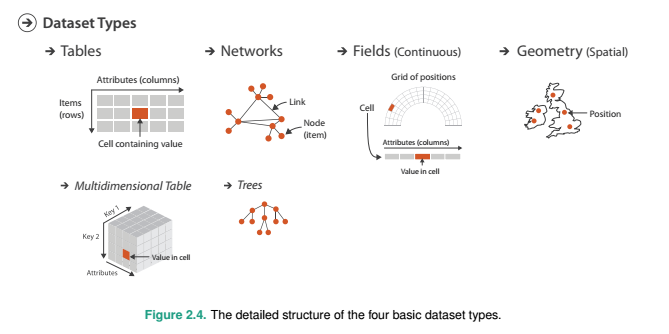 → Dataset Types
→ Tables
Attributes (columns)
Items
(rows)
Cell containing value
→ Multidimensional Table
Key 1
Key 2
Value in cell
Attributes
→ Networks
Link
Node
(item)
→ Trees
→ Fields (Continuous)
Grid of positions
Cell
Attributes (columns)
Value in cell
→ Geometry (Spatial)
Position
Figure 2.4. The detailed structure of the four basic dataset types.